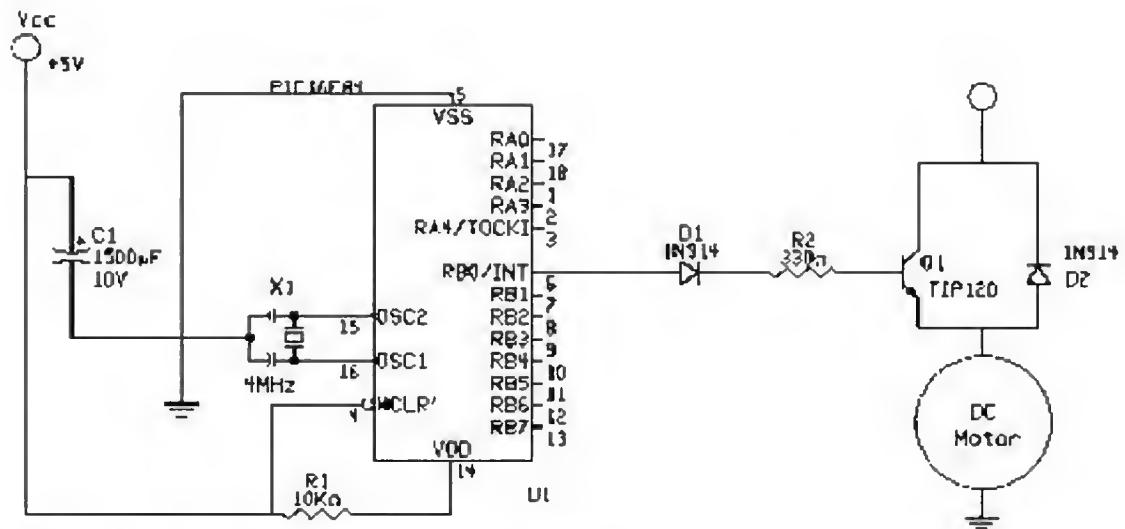 Vcc
+5V
PIC16F84
5
VSS
RA0
17
RA1
18
RA2
1
RA3
2
RA4/TOCKI
3
RB0/INT
6
RB1
7
RB2
8
RB3
9
RB4
10
RB5
11
RB6
12
RB7
13
C1
1500µF
10V
X1
4MHz
15
OSC2
16
OSC1
4
MCLR'
VDD
14
R1
10KΩ
U1
D1
1N914
R2
330Ω
Q1
TIP120
1N914
D2
DC
Motor